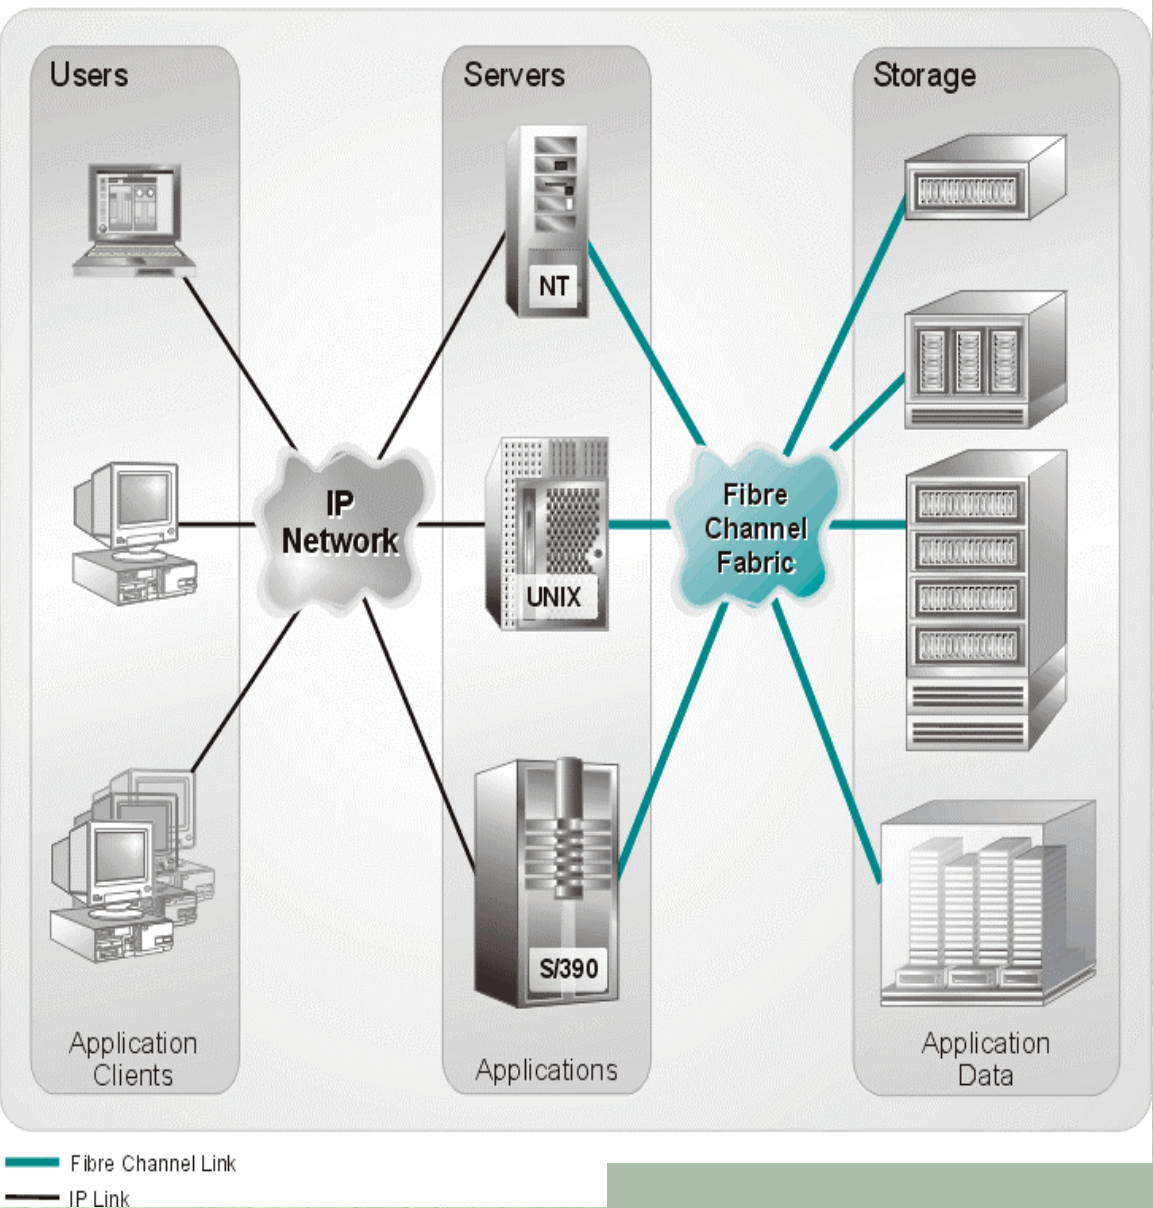 Users
Servers
Storage
NT
IP
Network
Fibre
Channel
Fabric
UNIX
S/390
Application
Clients
Applications
Application
Data
Fibre Channel Link
IP Link